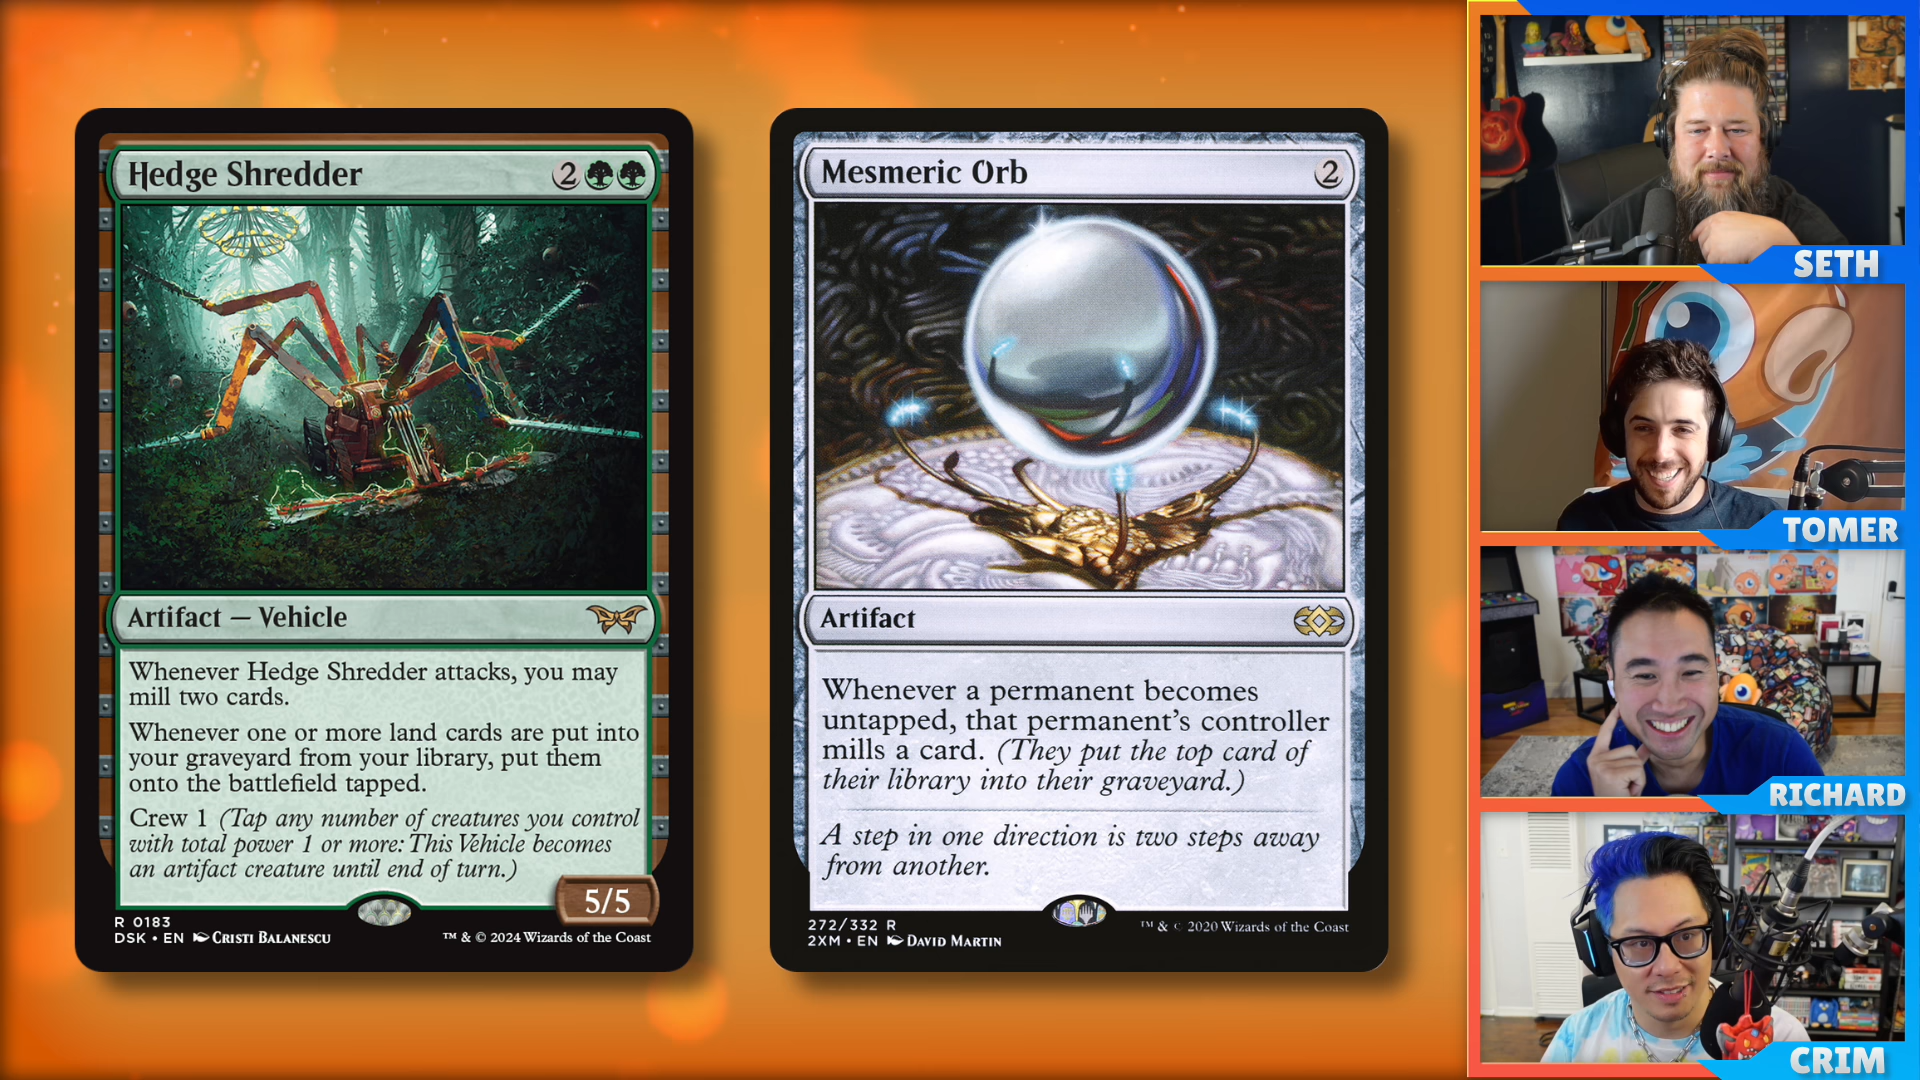 Hedge Shredder 2
Artifact — Vehicle
Whenever Hedge Shredder attacks, you may
mill two cards.
Whenever one or more land cards are put into
your graveyard from your library, put them
onto the battlefield tapped.
Crew 1 (Tap any number of creatures you control
with total power 1 or more: This Vehicle becomes
an artifact creature until end of turn.)
5/5
R 0183
DSK • EN CRISTI BALANESCU
™ & © 2024 Wizards of the Coast
Mesmeric Orb 2
Artifact
Whenever a permanent becomes
untapped, that permanent's controller
mills a card. (They put the top card of
their library into their graveyard.)
A step in one direction is two steps away
from another.
272/332 R
2XM • EN DAVID MARTIN
™ & © 2020 Wizards of the Coast
SETH
TOMER
RICHARD
CRIM